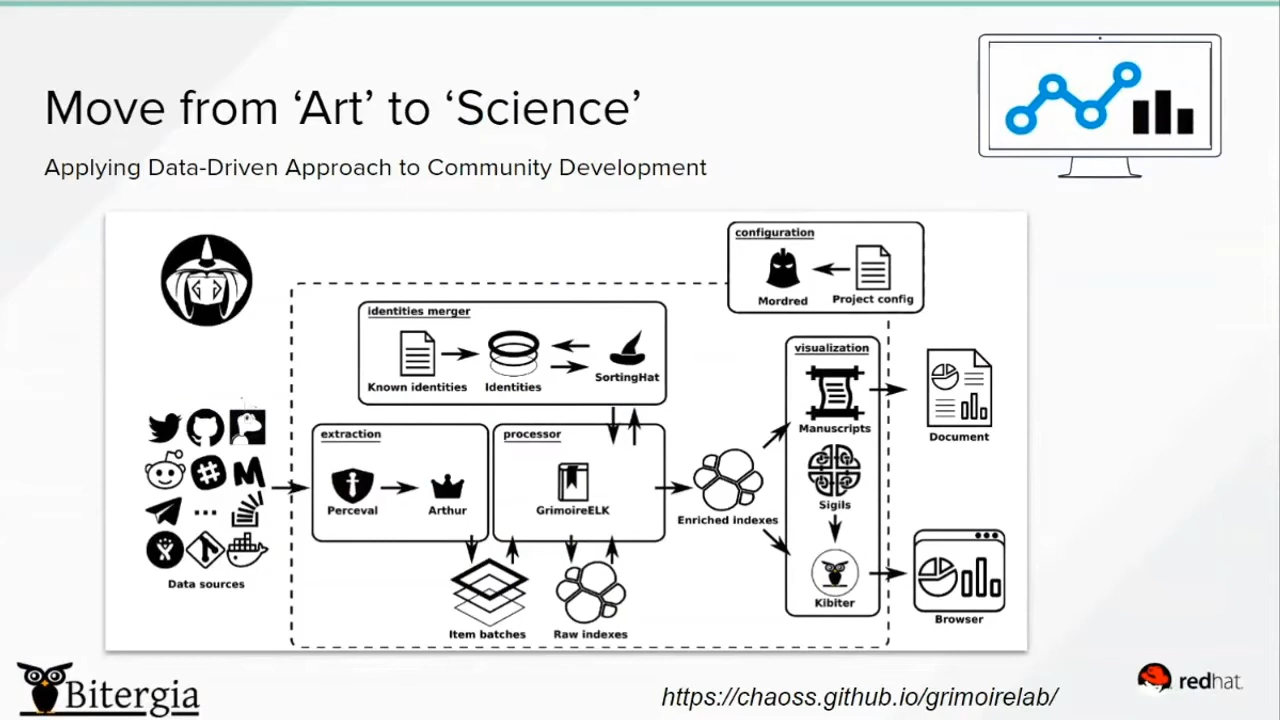 Move from ‘Art’ to ‘Science’
Applying Data-Driven Approach to Community Development
configuration
Mordred
Project config
identities merger
Known identities
Identities
SortingHat
visualization
Manuscripts
Sigils
Kibiter
Document
Browser
extraction
Perceval
Arthur
processor
GrimoireELK
Enriched indexes
Data sources
Item batches
Raw indexes
Bitergia
https://chaoss.github.io/grimoirelab/
redhat.